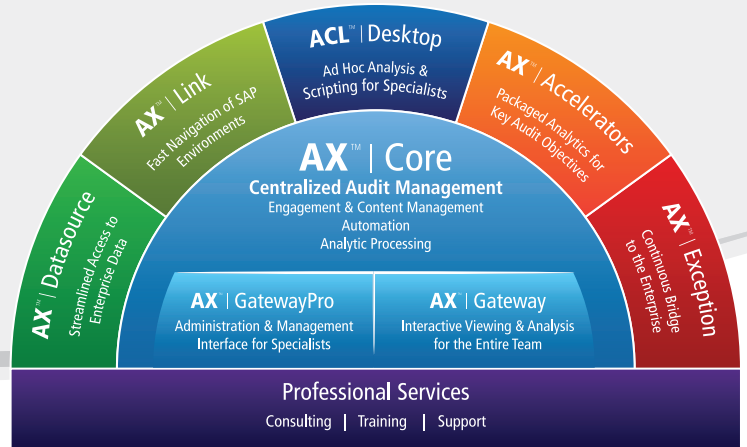 AX™ | Datasource
Streamlined Access to
Enterprise Data
AX™ | Link
Fast Navigation of SAP
Environments
ACL™ | Desktop
Ad Hoc Analysis &
Scripting for Specialists
AX™ | Accelerators
Packaged Analytics for
Key Audit Objectives
AX™ | Exception
Continuous Bridge
to the Enterprise
AX™ | Core
Centralized Audit Management
Engagement & Content Management
Automation
Analytic Processing
AX™ | GatewayPro
Administration & Management
Interface for Specialists
AX™ | Gateway
Interactive Viewing & Analysis
for the Entire Team
Professional Services
Consulting | Training | Support